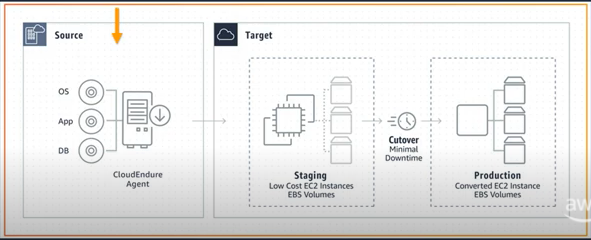 Source
Target
OS
App
DB
CloudEndure
Agent
Staging
Low Cost EC2 Instances
EBS Volumes
Cutover
Minimal
Downtime
Production
Converted EC2 Instance
EBS Volumes
aw